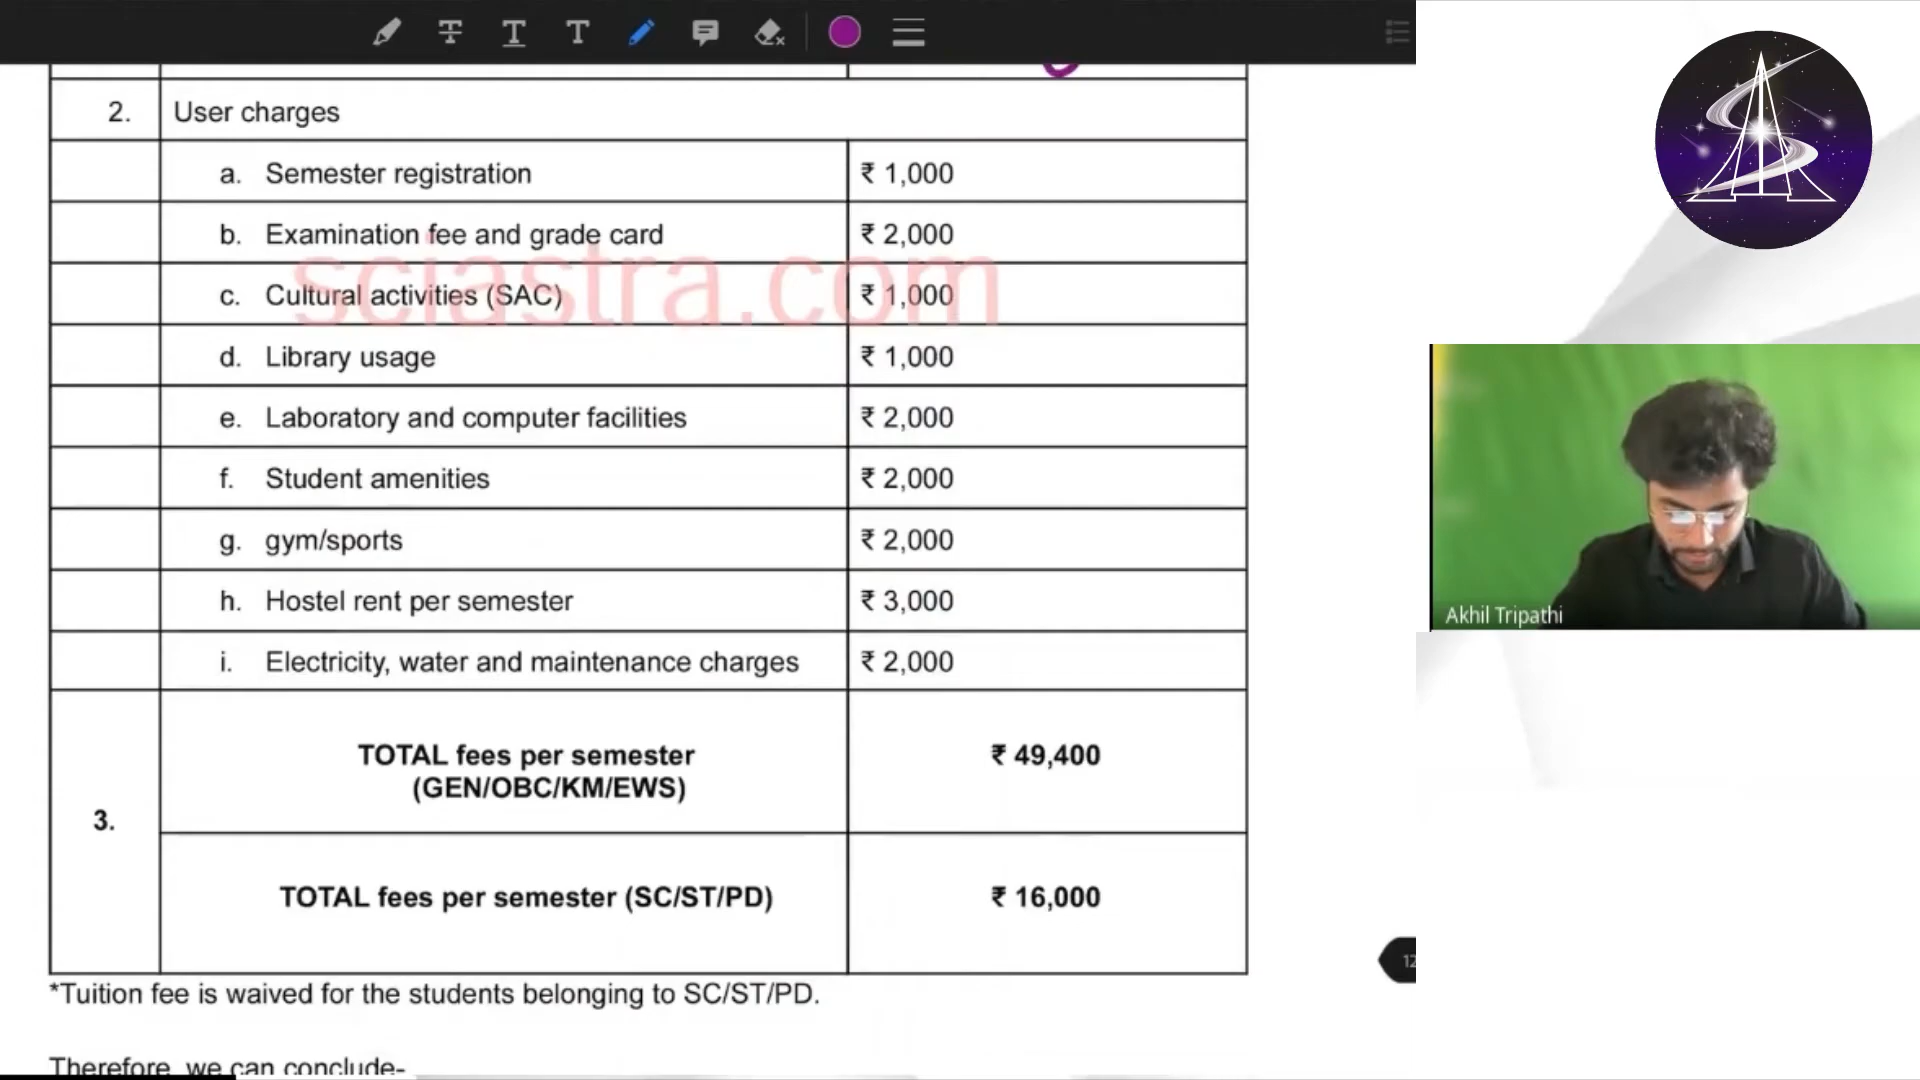 2. User charges
a. Semester registration ₹ 1,000
b. Examination fee and grade card ₹ 2,000
sciastra.com
c. Cultural activities (SAC) ₹ 1,000
d. Library usage ₹ 1,000
e. Laboratory and computer facilities ₹ 2,000
f. Student amenities ₹ 2,000
g. gym/sports ₹ 2,000
h. Hostel rent per semester ₹ 3,000
i. Electricity, water and maintenance charges ₹ 2,000
3.
TOTAL fees per semester ₹ 49,400
(GEN/OBC/KM/EWS)
TOTAL fees per semester (SC/ST/PD) ₹ 16,000
*Tuition fee is waived for the students belonging to SC/ST/PD.
Therefore, we can conclude-
T T T
Akhil Tripathi
12